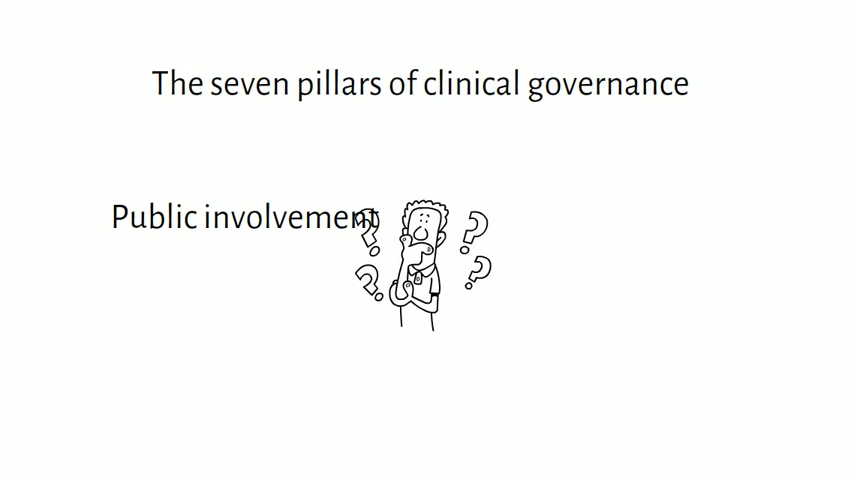 The seven pillars of clinical governance
Public involvement
? ?
? ?